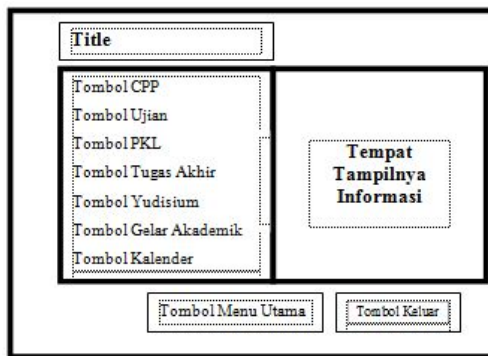 Title
Tombol CPP
Tombol Ujian
Tombol PKL
Tombol Tugas Akhir
Tombol Yudisium
Tombol Gelar Akademik
Tombol Kalender
Tempat
Tampilnya
Informasi
Tombol Menu Utama
Tombol Keluar